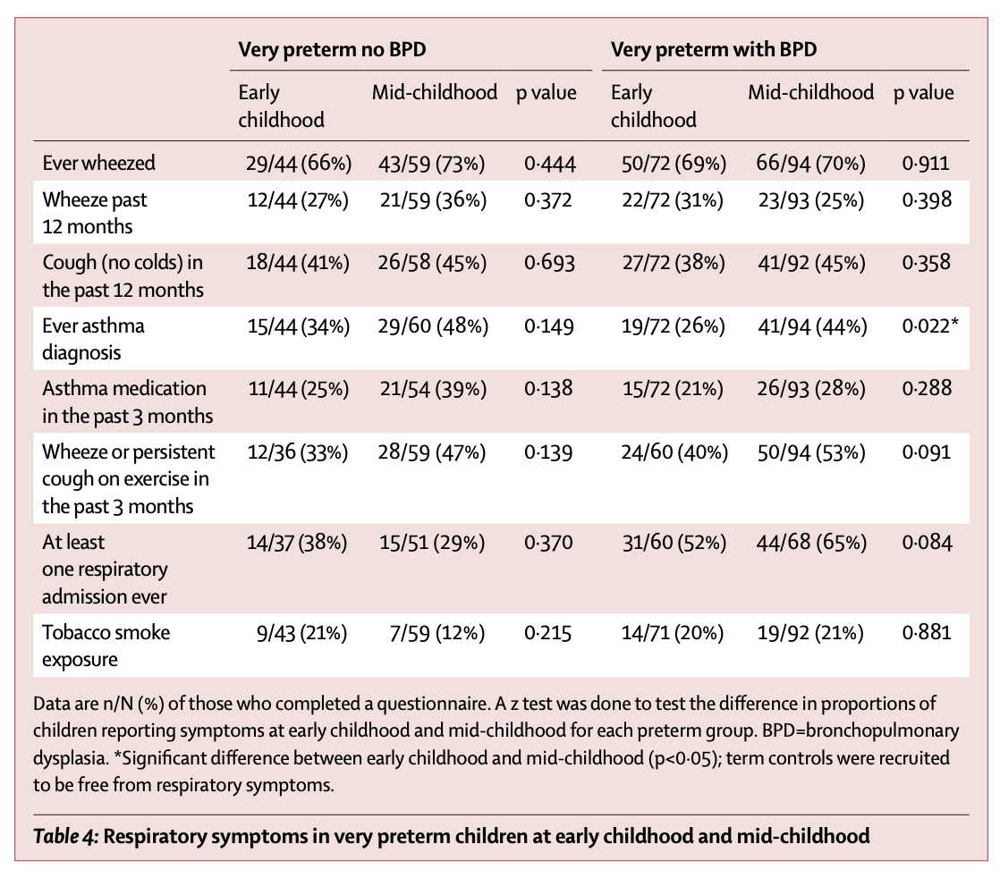 Very preterm no BPD Very preterm with BPD
Early childhood Mid-childhood p value Early childhood Mid-childhood p value
Ever wheezed 29/44 (66%) 43/59 (73%) 0·444 50/72 (69%) 66/94 (70%) 0·911
Wheeze past 12/44 (27%) 21/59 (36%) 0·372 22/72 (31%) 23/93 (25%) 0·398
12 months
Cough (no colds) in 18/44 (41%) 26/58 (45%) 0·693 27/72 (38%) 41/92 (45%) 0·358
the past 12 months
Ever asthma 15/44 (34%) 29/60 (48%) 0·149 19/72 (26%) 41/94 (44%) 0·022*
diagnosis
Asthma medication 11/44 (25%) 21/54 (39%) 0·138 15/72 (21%) 26/93 (28%) 0·288
in the past 3 months
Wheeze or persistent 12/36 (33%) 28/59 (47%) 0·139 24/60 (40%) 50/94 (53%) 0·091
cough on exercise in
the past 3 months
At least 14/37 (38%) 15/51 (29%) 0·370 31/60 (52%) 44/68 (65%) 0·084
one respiratory
admission ever
Tobacco smoke 9/43 (21%) 7/59 (12%) 0·215 14/71 (20%) 19/92 (21%) 0·881
exposure
Data are n/N (%) of those who completed a questionnaire. A z test was done to test the difference in proportions of
children reporting symptoms at early childhood and mid-childhood for each preterm group. BPD=bronchopulmonary
dysplasia. *Significant difference between early childhood and mid-childhood (p<0·05); term controls were recruited
to be free from respiratory symptoms.
Table 4: Respiratory symptoms in very preterm children at early childhood and mid-childhood